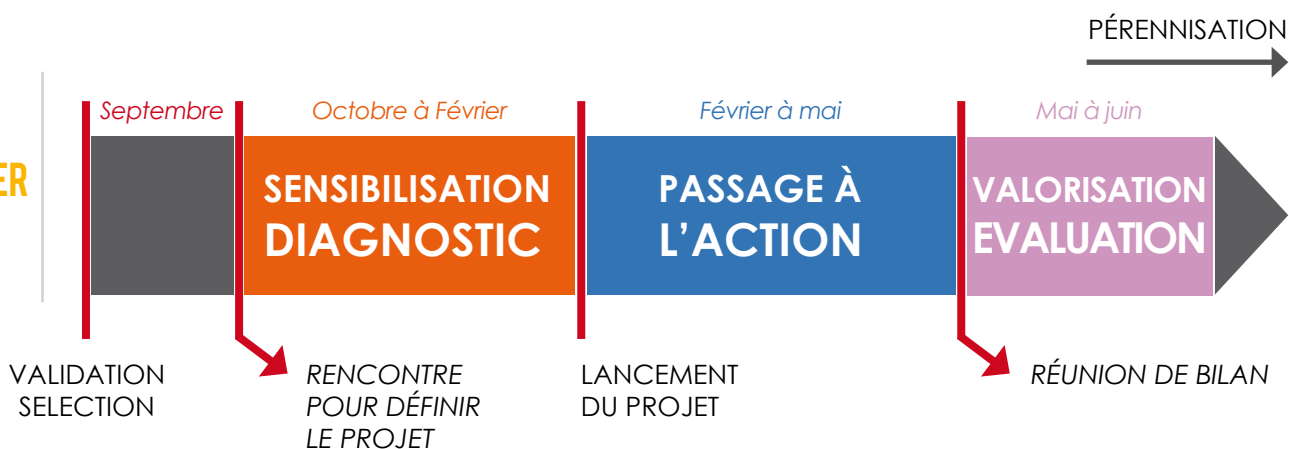 PÉRENNISATION
Septembre
Octobre à Février
Février à mai
Mai à juin
ER
SENSIBILISATION
DIAGNOSTIC
PASSAGE À
L’ACTION
VALORISATION
EVALUATION
VALIDATION
SELECTION
RENCONTRE
POUR DÉFINIR
LE PROJET
LANCEMENT
DU PROJET
RÉUNION DE BILAN